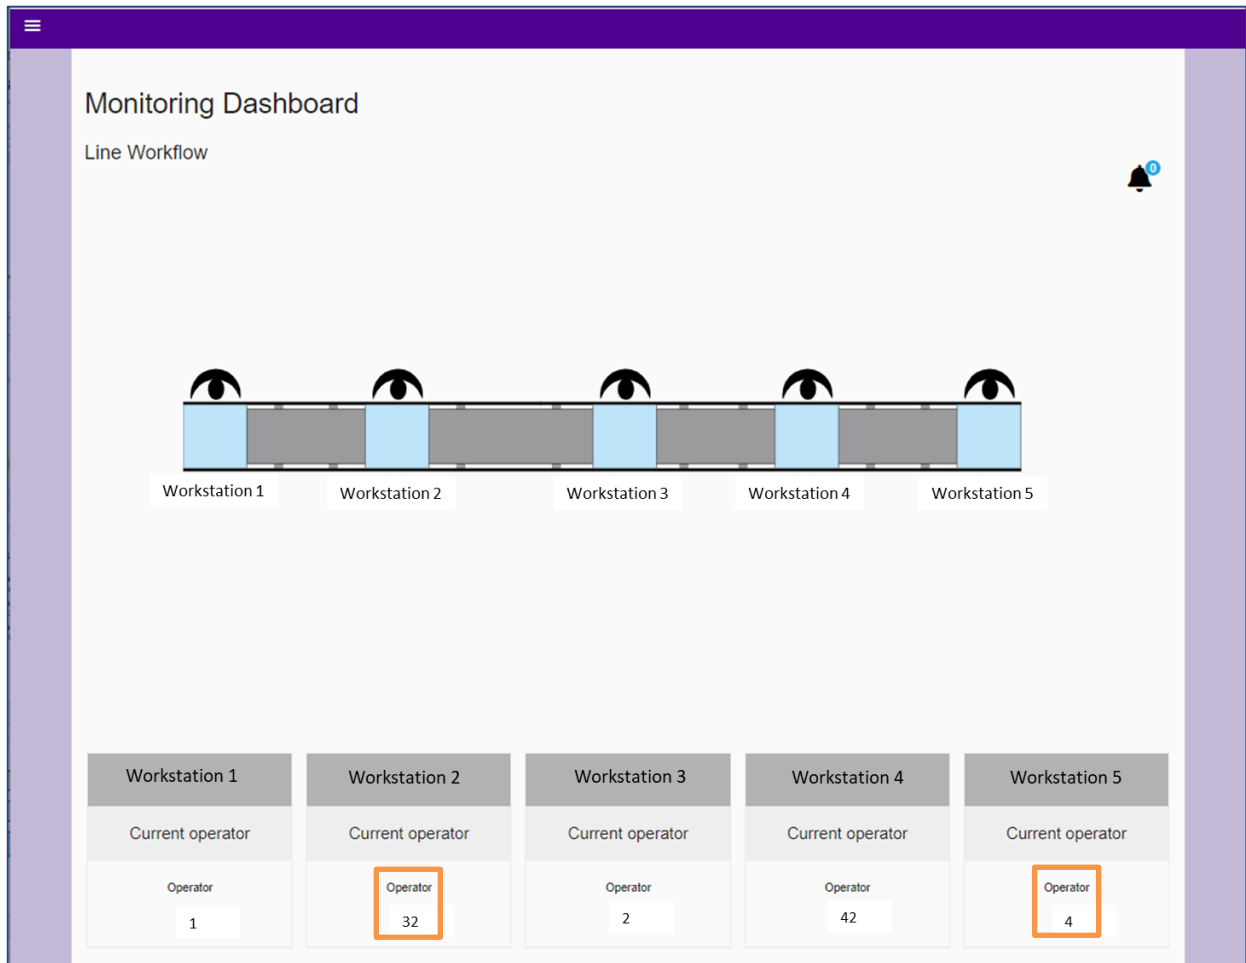 Monitoring Dashboard
Line Workflow
0
Workstation 1
Workstation 2
Workstation 3
Workstation 4
Workstation 5
Workstation 1
Workstation 2
Workstation 3
Workstation 4
Workstation 5
Current operator
Current operator
Current operator
Current operator
Current operator
Operator
Operator
Operator
Operator
Operator
1
32
2
42
4